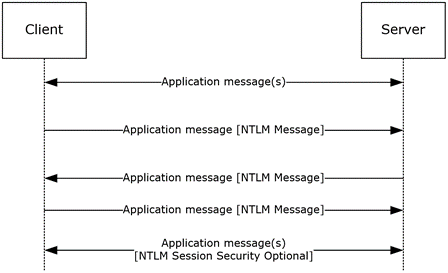 Client
Server
Application message(s)
Application message [NTLM Message]
Application message [NTLM Message]
Application message [NTLM Message]
Application message(s)
[NTLM Session Security Optional]